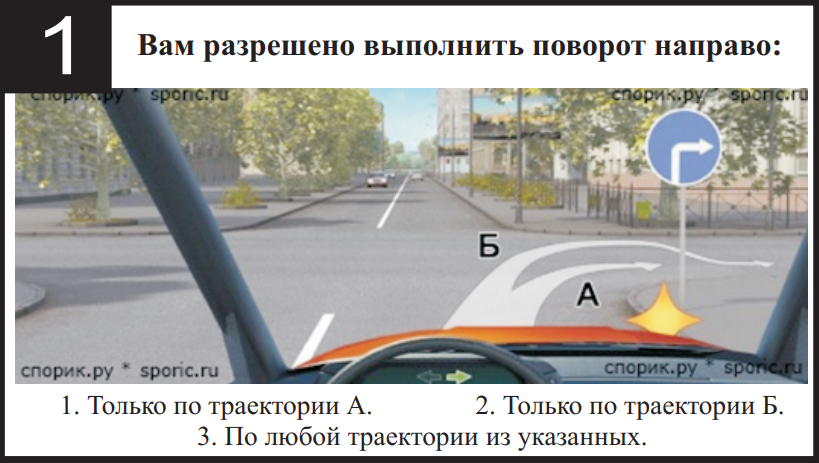 1
Вам разрешено выполнить поворот направо:
спорик.ру * sporic.ru
спорик.ру * sporic.ru
Б
А
спорик.ру * sporic.ru
спорик.ру * sporic.ru
1. Только по траектории А.
2. Только по траектории Б.
3. По любой траектории из указанных.